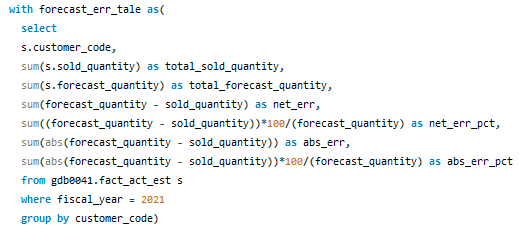 with forecast_err_tale as(
select
s.customer_code,
sum(s.sold_quantity) as total_sold_quantity,
sum(s.forecast_quantity) as total_forecast_quantity,
sum(forecast_quantity - sold_quantity) as net_err,
sum((forecast_quantity - sold_quantity))*100/(forecast_quantity) as net_err_pct,
sum(abs(forecast_quantity - sold_quantity)) as abs_err,
sum(abs(forecast_quantity - sold_quantity))*100/(forecast_quantity) as abs_err_pct
from gdb0041.fact_act_est s
where fiscal_year = 2021
group by customer_code)